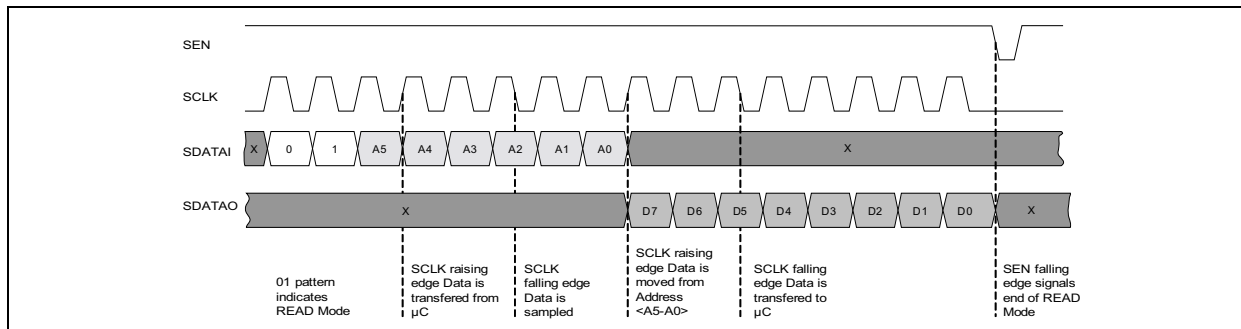 SEN
SCLK
SDATAI
X 0 1 A5 A4 A3 A2 A1 A0 X
SDATAO
X D7 D6 D5 D4 D3 D2 D1 D0 X
01 pattern
indicates
READ Mode
SCLK raising
edge Data is
transfered from
µC
SCLK
falling edge
Data is
sampled
SCLK raising
edge Data is
moved from
Address
<A5-A0>
SCLK falling
edge Data is
transfered to
µC
SEN falling
edge signals
end of READ
Mode